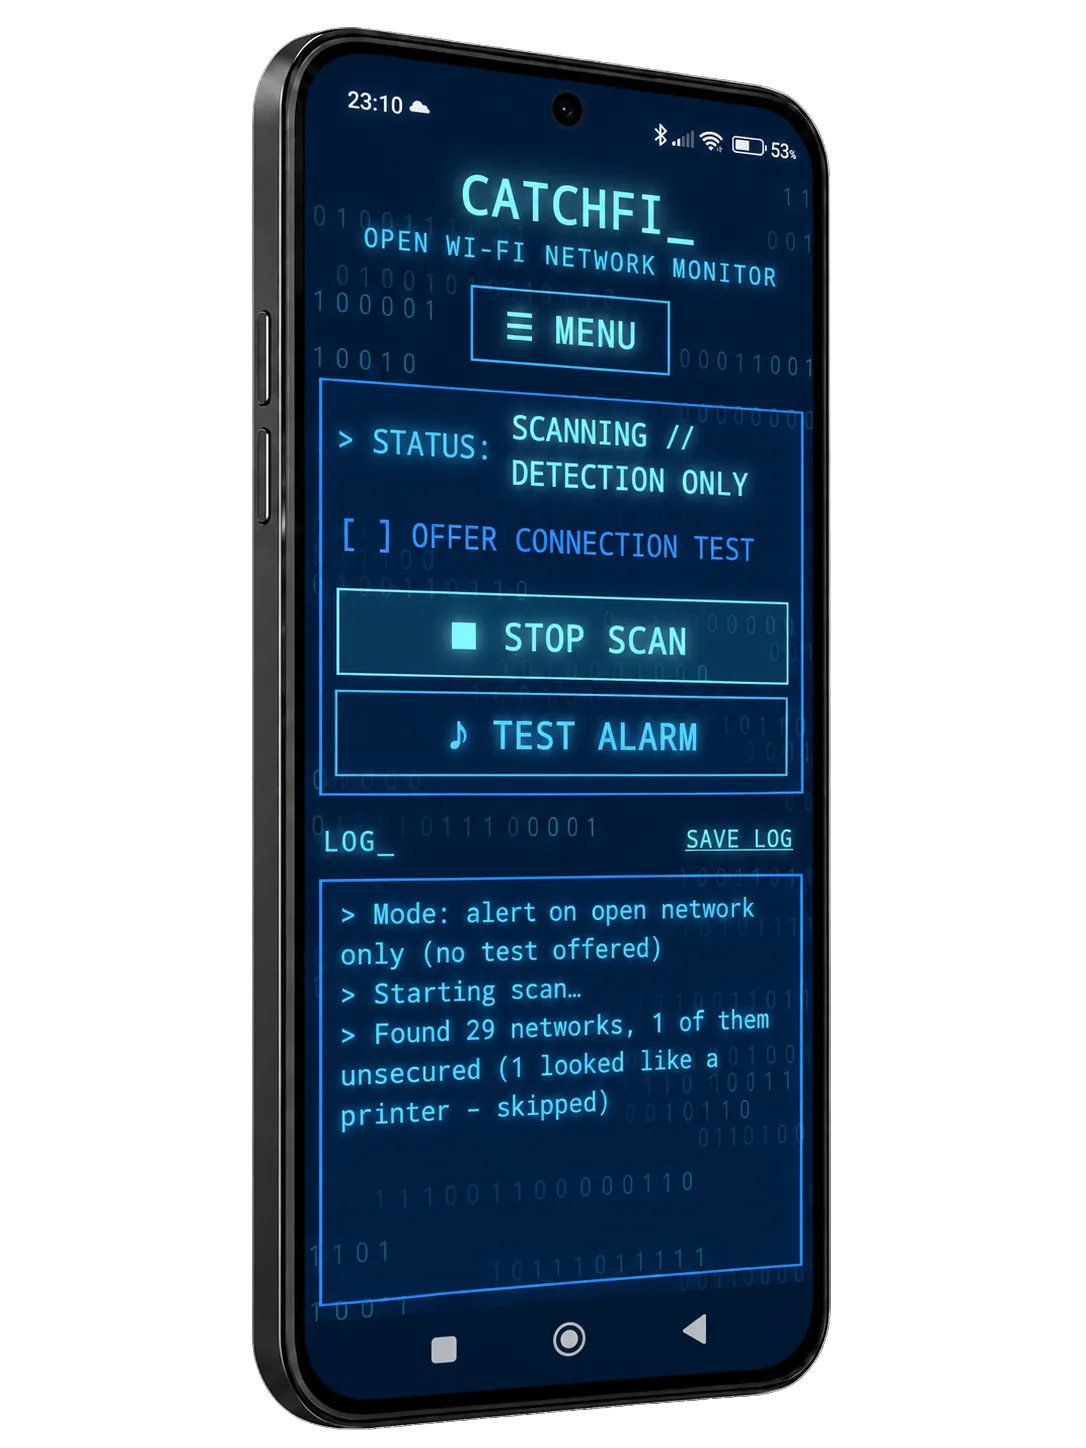 23:10
53%
CATCHFI_
OPEN WI-FI NETWORK MONITOR
☰ MENU
> STATUS: SCANNING //
DETECTION ONLY
[ ] OFFER CONNECTION TEST
■ STOP SCAN
♪ TEST ALARM
LOG_
SAVE LOG
> Mode: alert on open network
only (no test offered)
> Starting scan…
> Found 29 networks, 1 of them
unsecured (1 looked like a
printer – skipped)